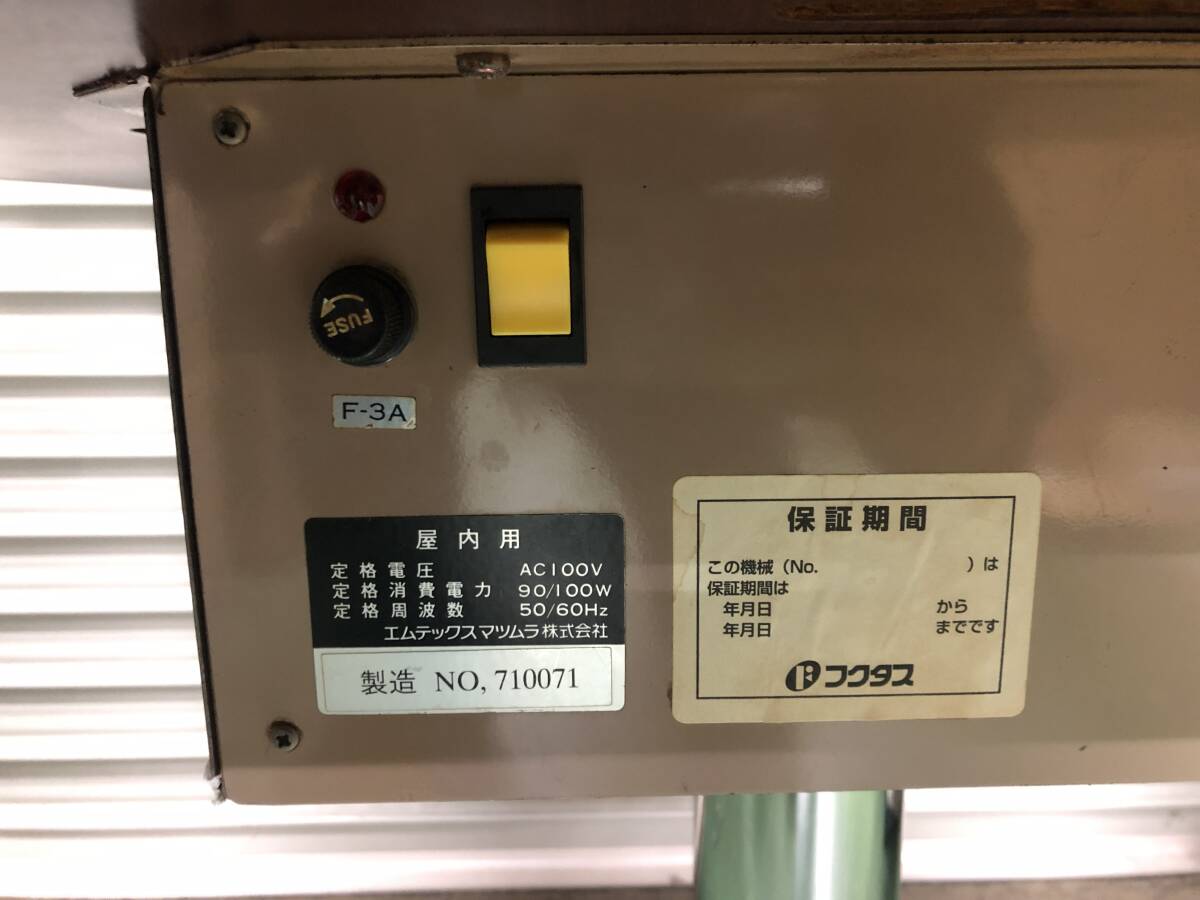 FUSE
F-3A
屋内用
定格電圧 AC100V
定格消費電力 90/100W
定格周波数 50/60Hz
エムテックスマツムラ株式会社
製造 NO, 710071
保証期間
この機械(No. )は
保証期間は
年月日 から
年月日 までです
フクタス